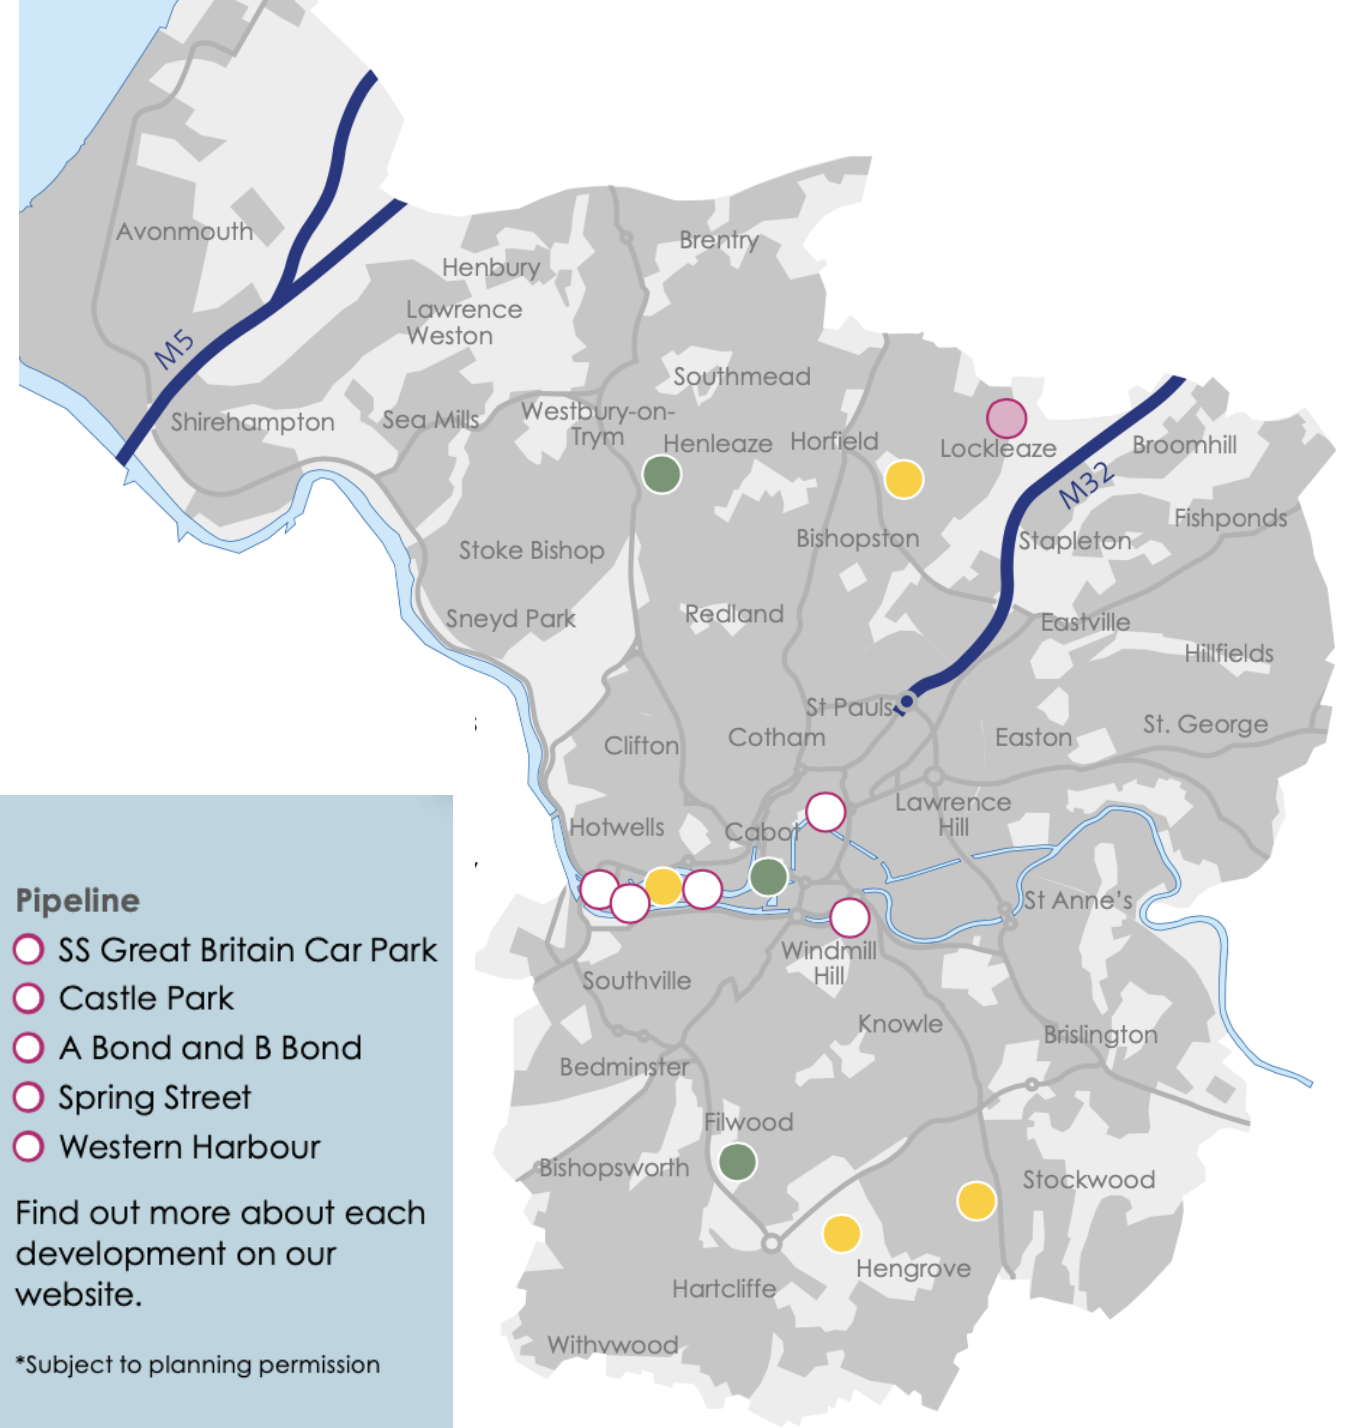 Avonmouth
Brentry
Henbury
Lawrence
Weston
M5
Southmead
Shirehampton
Sea Mills
Westbury-on-
Trym
Henleaze
Horfield
Lockleaze
Broomhill
M32
Fishponds
Bishopston
Stapleton
Stoke Bishop
Redland
Sneyd Park
Eastville
Hillfields
St Pauls
Clifton
Cotham
Easton
St. George
Lawrence
Hill
Hotwells
Cabot
St Anne's
Windmill
Hill
Southville
Knowle
Brislington
Bedminster
Filwood
Bishopsworth
Stockwood
Hengrove
Hartcliffe
Withywood
Pipeline
SS Great Britain Car Park
Castle Park
A Bond and B Bond
Spring Street
Western Harbour
Find out more about each
development on our
website.
*Subject to planning permission